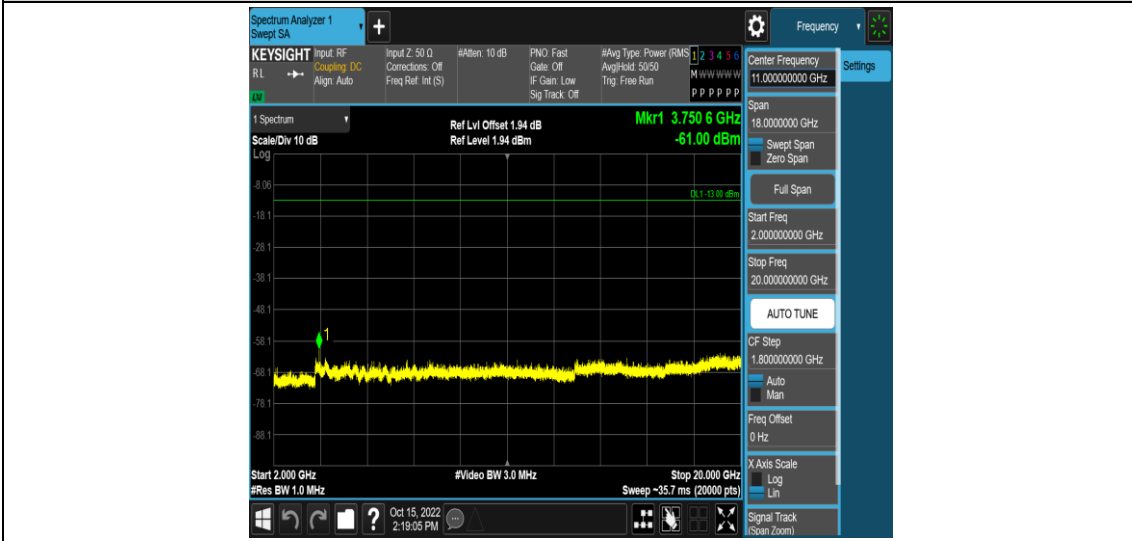 Spectrum Analyzer 1
Swept SA
Frequency
KEYSIGHT
Input: RF
Input Z: 50 Ω
#Atten: 10 dB
PNO: Fast
#Avg Type: Power (RMS
1 2 3 4 5 6
RL
Coupling: DC
Corrections: Off
Gate: Off
Avg|Hold: 50/50
M W W W W W
Align: Auto
Freq Ref: Int (S)
IF Gain: Low
Trig: Free Run
Sig Track: Off
P P P P P P
1 Spectrum
Ref Lvl Offset 1.94 dB
Mkr1 3.750 6 GHz
Scale/Div 10 dB
Ref Level 1.94 dBm
-61.00 dBm
Log
-8.06
DL1 -13.00 dBm
-18.1
-28.1
-38.1
-48.1
-58.1
1
-68.1
-78.1
-88.1
Start 2.000 GHz
#Video BW 3.0 MHz
Stop 20.000 GHz
#Res BW 1.0 MHz
Sweep ~35.7 ms (20000 pts)
Oct 15, 2022
2:19:05 PM
Center Frequency
11.000000000 GHz
Settings
Span
18.0000000 GHz
Swept Span
Zero Span
Full Span
Start Freq
2.000000000 GHz
Stop Freq
20.000000000 GHz
AUTO TUNE
CF Step
1.800000000 GHz
Auto
Man
Freq Offset
0 Hz
X Axis Scale
Log
Lin
Signal Track
(Span Zoom)